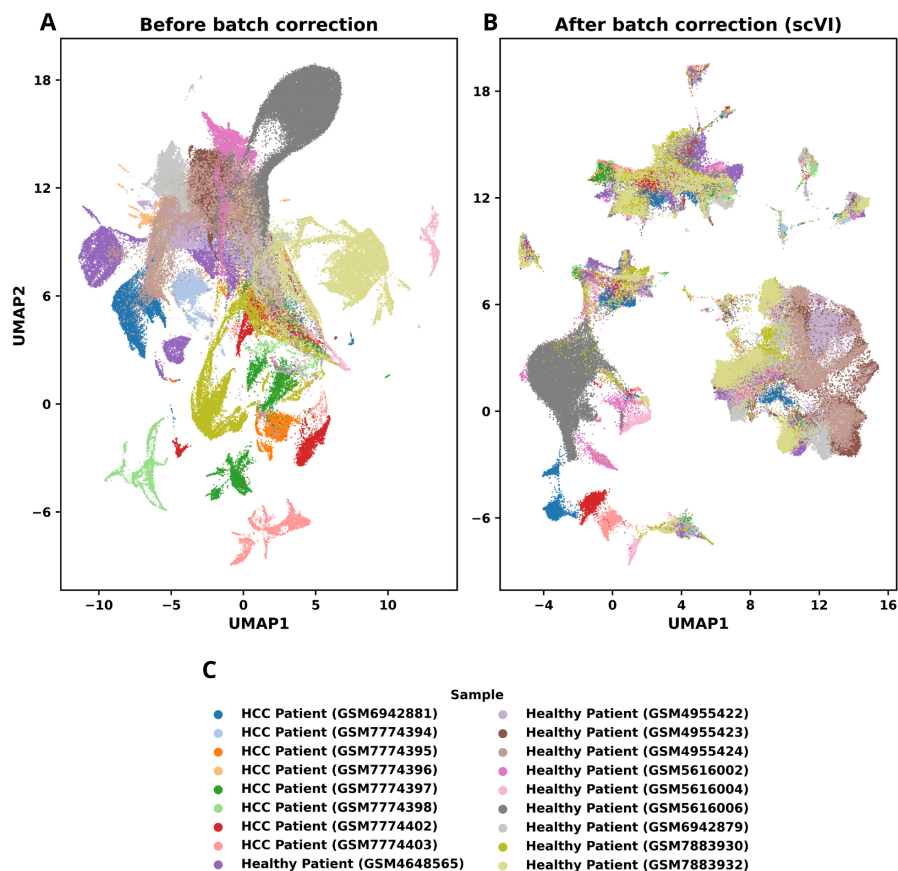 A
Before batch correction
B
After batch correction (scVI)
18
12
6
0
−6
UMAP2
−10
−5
0
5
10
UMAP1
18
12
6
0
−6
−4
0
4
8
12
16
UMAP1
C
Sample
HCC Patient (GSM6942881)
HCC Patient (GSM7774394)
HCC Patient (GSM7774395)
HCC Patient (GSM7774396)
HCC Patient (GSM7774397)
HCC Patient (GSM7774398)
HCC Patient (GSM7774402)
HCC Patient (GSM7774403)
Healthy Patient (GSM4648565)
Healthy Patient (GSM4955422)
Healthy Patient (GSM4955423)
Healthy Patient (GSM4955424)
Healthy Patient (GSM5616002)
Healthy Patient (GSM5616004)
Healthy Patient (GSM5616006)
Healthy Patient (GSM6942879)
Healthy Patient (GSM7883930)
Healthy Patient (GSM7883932)